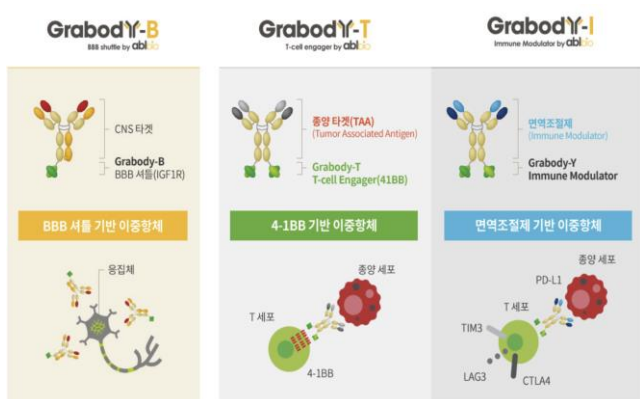 Grabody-B
BBB shuttle by ablbio
CNS 타겟
Grabody-B
BBB 셔틀(IGF1R)
BBB 셔틀 기반 이중항체
응집체
Grabody-T
T-cell engager by ablbio
종양 타겟(TAA)
(Tumor Associated Antigen)
Grabody-T
T-cell Engager(41BB)
4-1BB 기반 이중항체
종양 세포
T 세포
4-1BB
Grabody-I
Immune Modulator by ablbio
면역조절제
(Immune Modulator)
Grabody-Y
Immune Modulator
면역조절제 기반 이중항체
종양 세포
PD-L1
T 세포
TIM3
LAG3
CTLA4